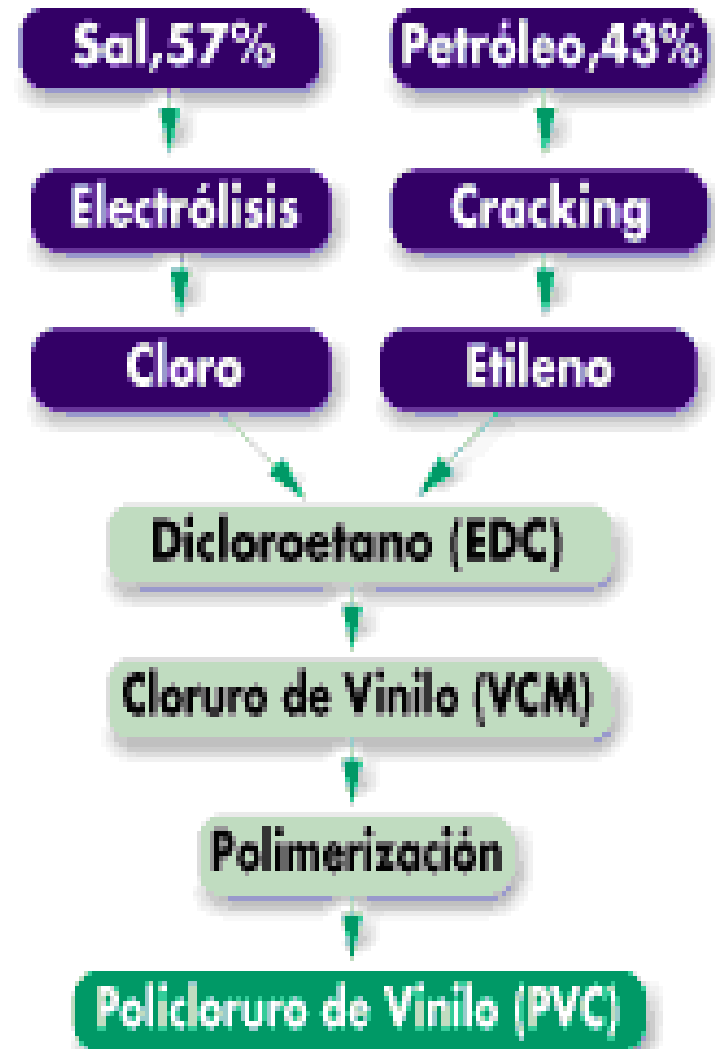 Sal,57%
Petróleo,43%
Electrólisis
Cracking
Cloro
Etileno
Dicloroetano (EDC)
Cloruro de Vinilo (VCM)
Polimerización
Policloruro de Vinilo (PVC)